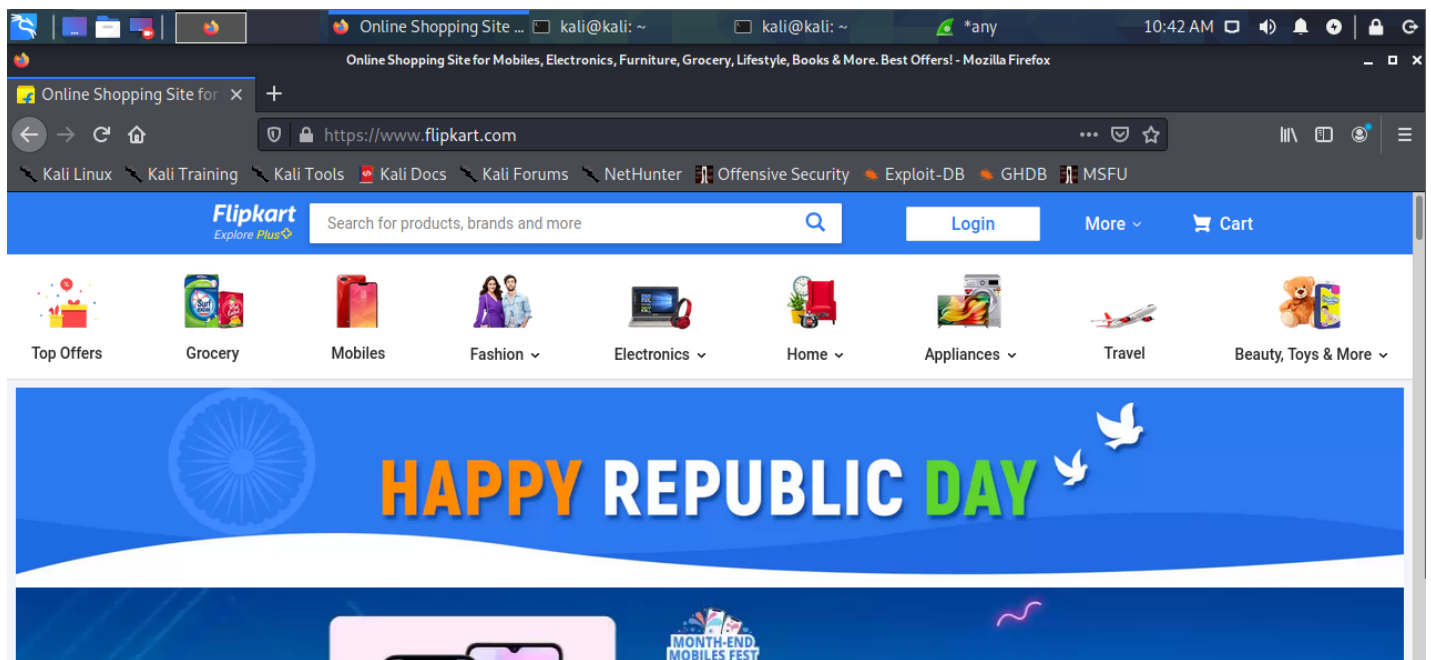 Online Shopping Site ... kali@kali: ~ kali@kali: ~ *any 10:42 AM
Online Shopping Site for Mobiles, Electronics, Furniture, Grocery, Lifestyle, Books & More. Best Offers! - Mozilla Firefox
Online Shopping Site for
https://www.flipkart.com
Kali Linux Kali Training Kali Tools Kali Docs Kali Forums NetHunter Offensive Security Exploit-DB GHDB MSFU
Flipkart Search for products, brands and more Login More Cart
Explore Plus
Surf excel
Top Offers Grocery Mobiles Fashion Electronics Home Appliances Travel Beauty, Toys & More
HAPPY REPUBLIC DAY
MONTH-END
MOBILES FEST